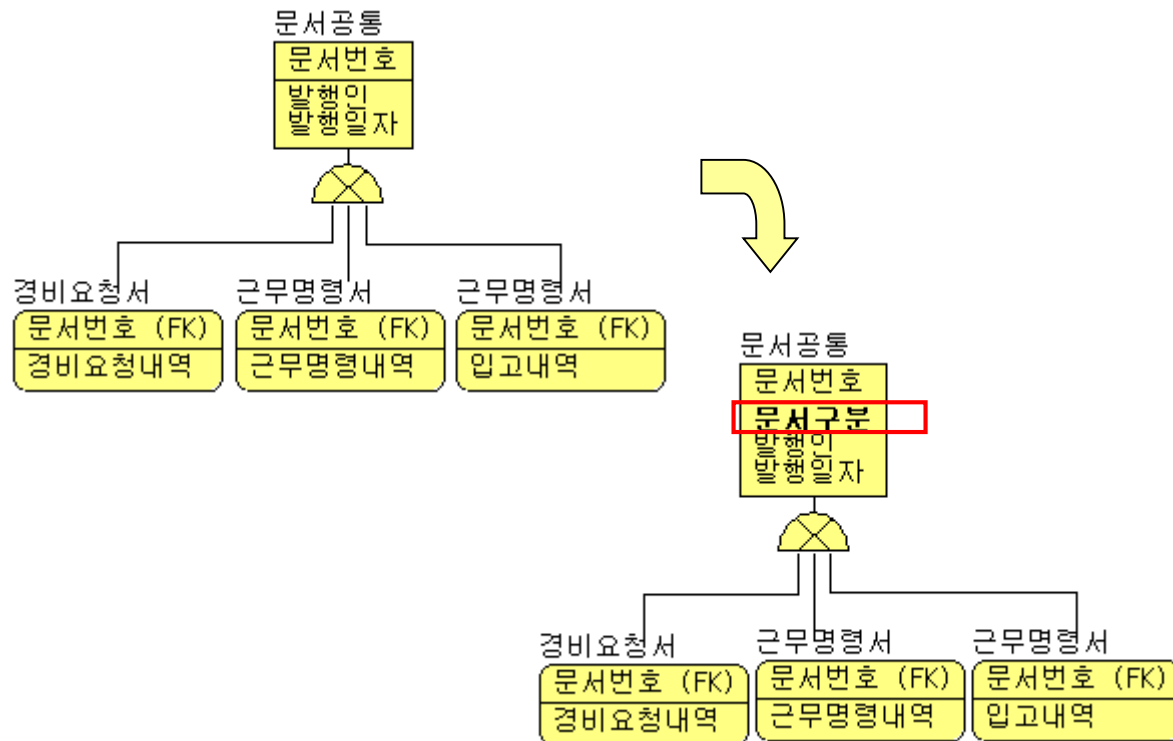 문서공통
문서번호
발행인
발행일자
경비요청서
문서번호 (FK)
경비요청내역
근무명령서
문서번호 (FK)
근무명령내역
근무명령서
문서번호 (FK)
입고내역
문서공통
문서번호
문서구분
발행인
발행일자
경비요청서
문서번호 (FK)
경비요청내역
근무명령서
문서번호 (FK)
근무명령내역
근무명령서
문서번호 (FK)
입고내역